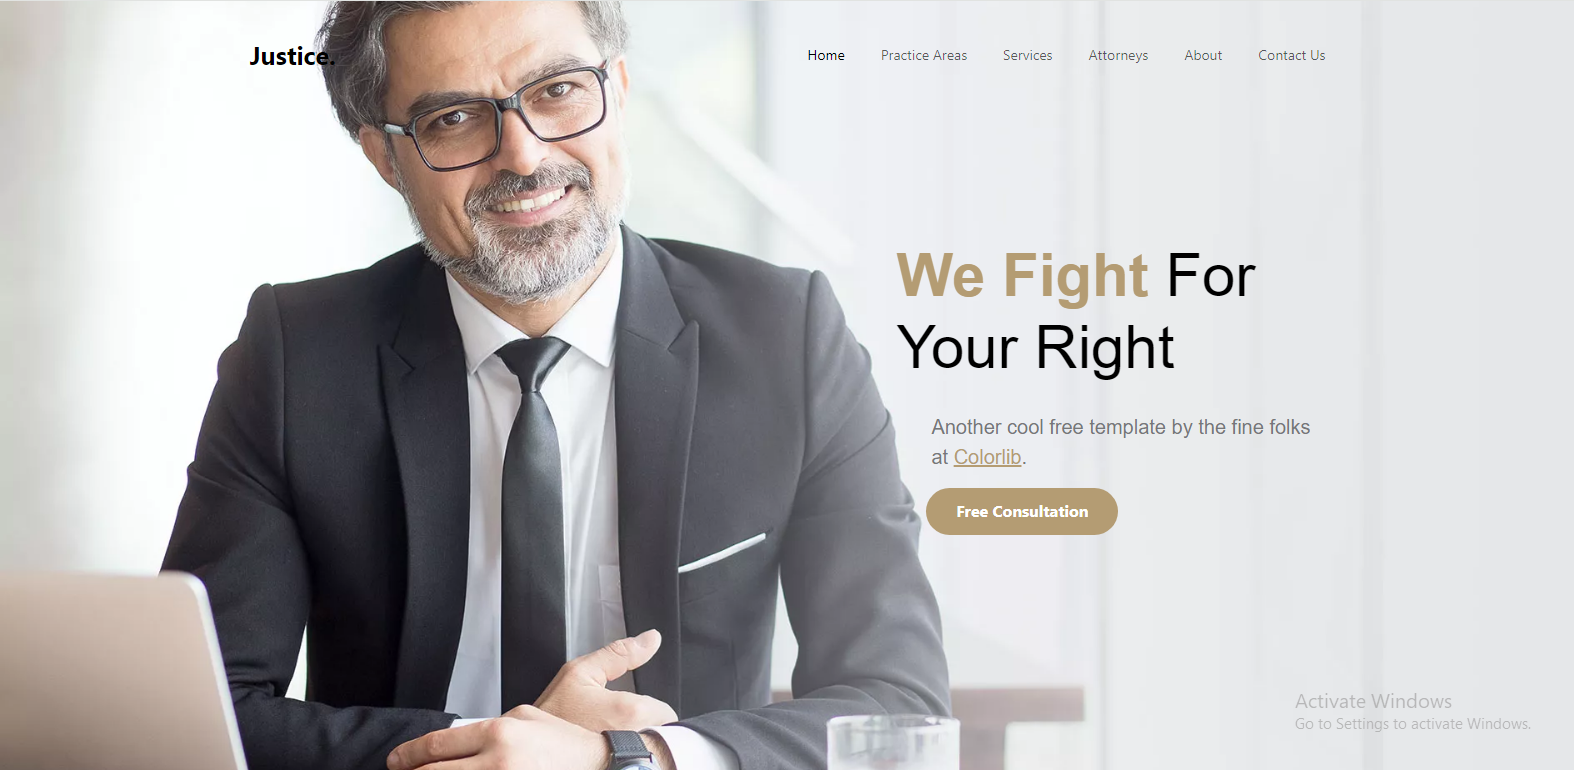 Justice.
Home Practice Areas Services Attorneys About Contact Us
We Fight For
Your Right
Another cool free template by the fine folks
at Colorlib.
Free Consultation
Activate Windows
Go to Settings to activate Windows.